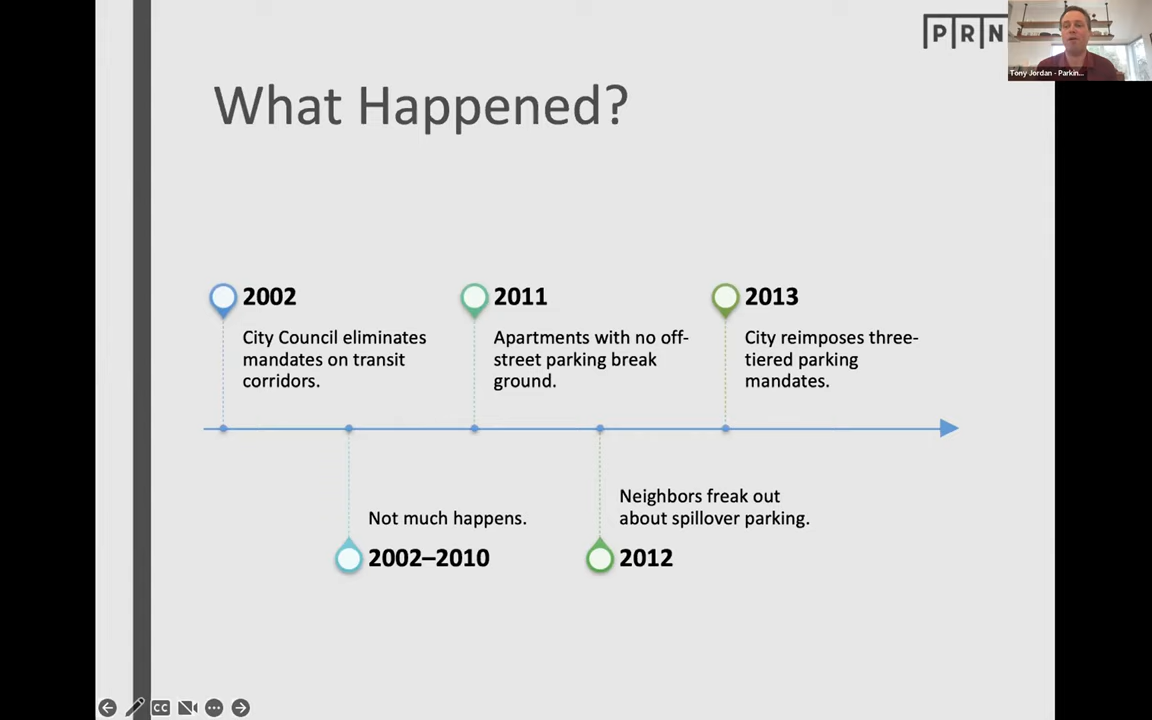 PRN
Tony Jordan - Parkin...
What Happened?
2002
City Council eliminates
mandates on transit
corridors.
2011
Apartments with no off-
street parking break
ground.
2013
City reimposes three-
tiered parking
mandates.
Not much happens.
2002–2010
Neighbors freak out
about spillover parking.
2012
CC